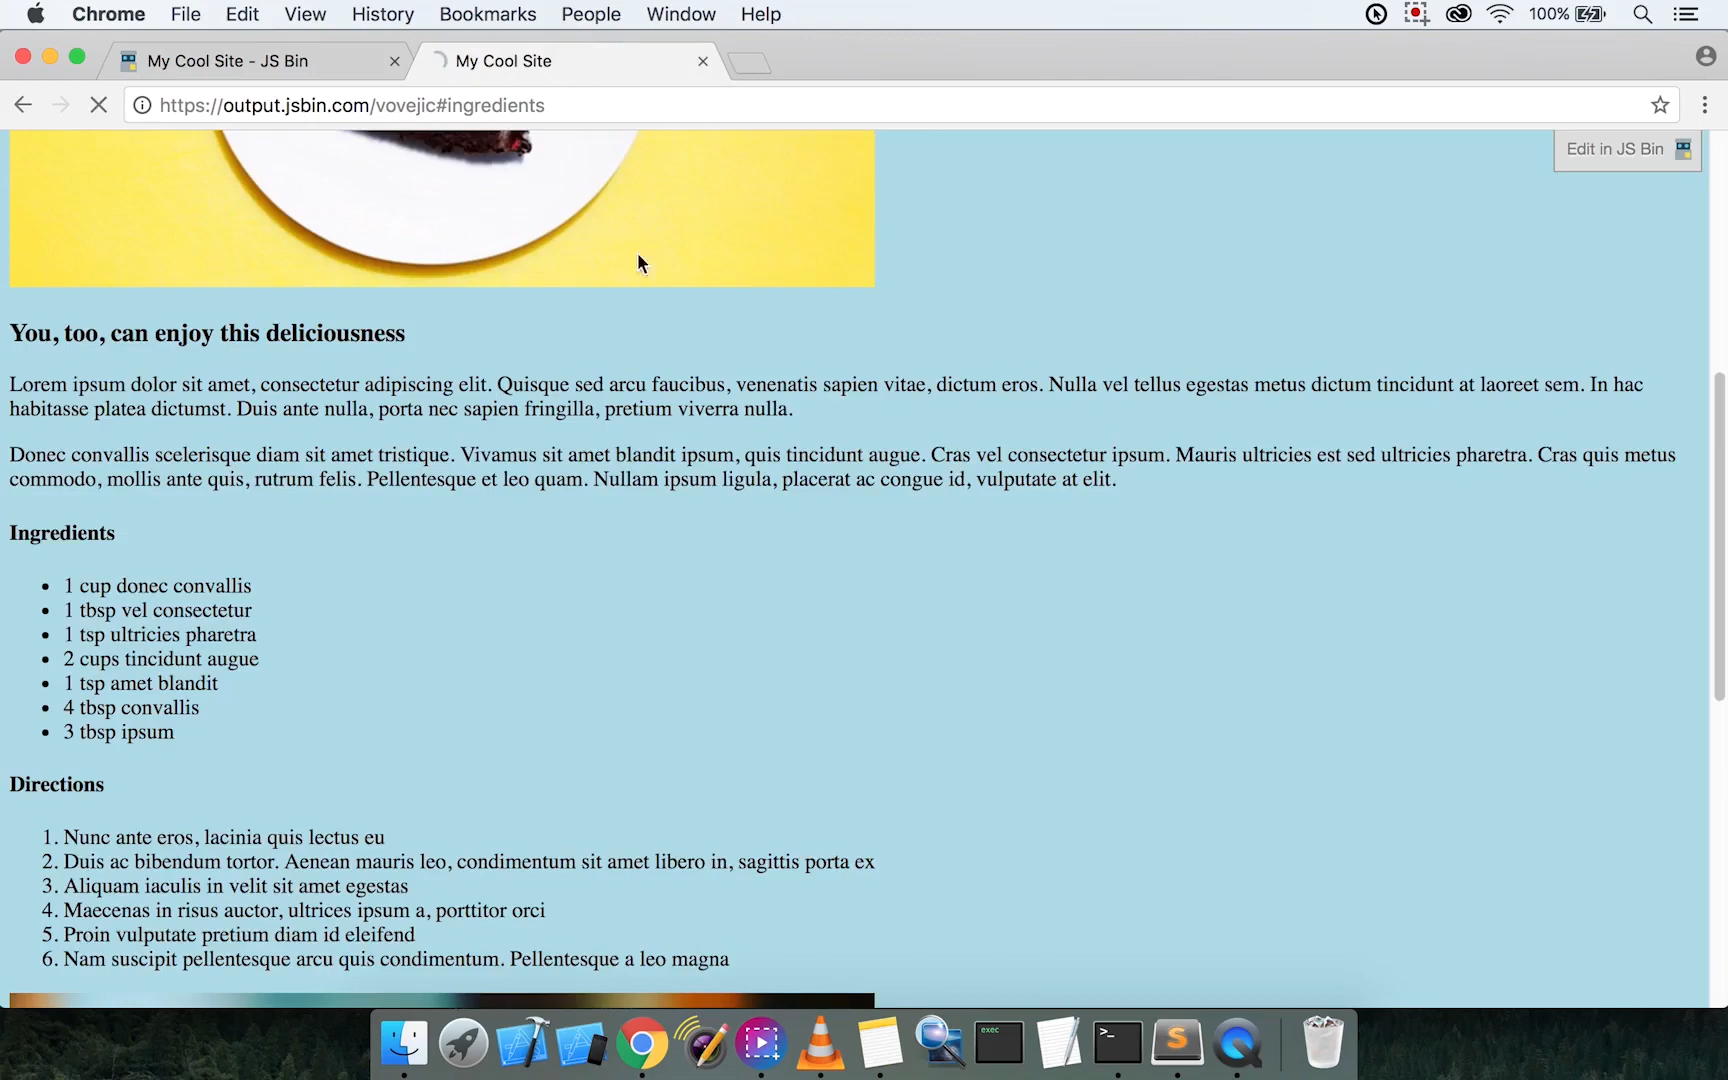 Chrome File Edit View History Bookmarks People Window Help 100%
My Cool Site - JS Bin
My Cool Site
https://output.jsbin.com/vovejic#ingredients
Edit in JS Bin
You, too, can enjoy this deliciousness
Lorem ipsum dolor sit amet, consectetur adipiscing elit. Quisque sed arcu faucibus, venenatis sapien vitae, dictum eros. Nulla vel tellus egestas metus dictum tincidunt at laoreet sem. In hac
habitasse platea dictumst. Duis ante nulla, porta nec sapien fringilla, pretium viverra nulla.
Donec convallis scelerisque diam sit amet tristique. Vivamus sit amet blandit ipsum, quis tincidunt augue. Cras vel consectetur ipsum. Mauris ultricies est sed ultricies pharetra. Cras quis metus
commodo, mollis ante quis, rutrum felis. Pellentesque et leo quam. Nullam ipsum ligula, placerat ac congue id, vulputate at elit.
Ingredients
• 1 cup donec convallis
• 1 tbsp vel consectetur
• 1 tsp ultricies pharetra
• 2 cups tincidunt augue
• 1 tsp amet blandit
• 4 tbsp convallis
• 3 tbsp ipsum
Directions
1. Nunc ante eros, lacinia quis lectus eu
2. Duis ac bibendum tortor. Aenean mauris leo, condimentum sit amet libero in, sagittis porta ex
3. Aliquam iaculis in velit sit amet egestas
4. Maecenas in risus auctor, ultrices ipsum a, porttitor orci
5. Proin vulputate pretium diam id eleifend
6. Nam suscipit pellentesque arcu quis condimentum. Pellentesque a leo magna
exec
>_
S